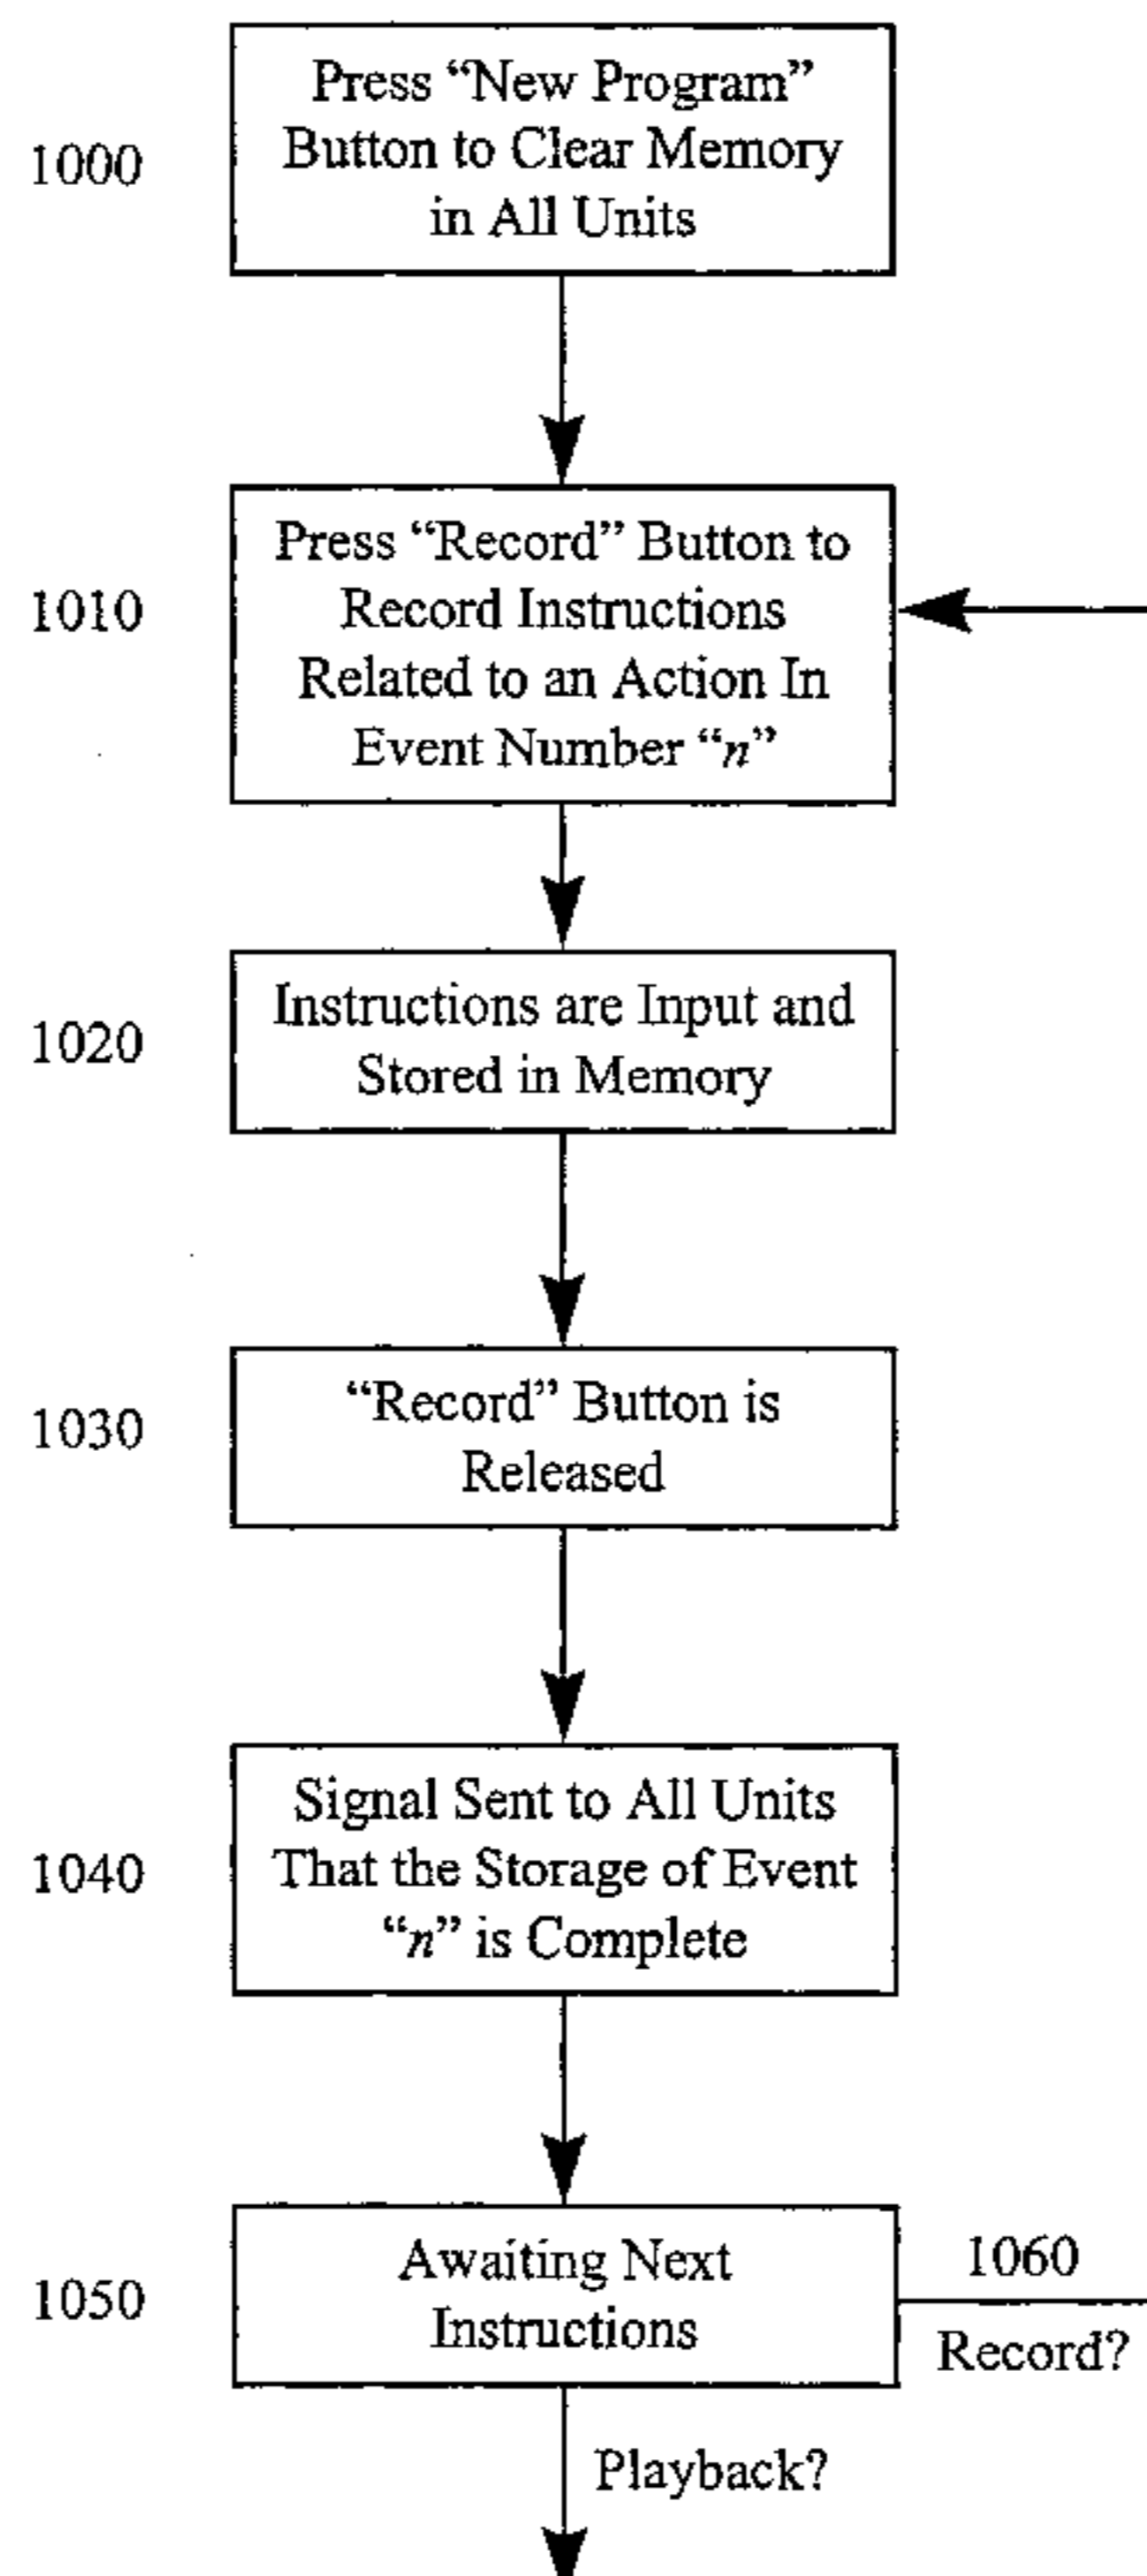 Press “New Program”
Button to Clear Memory
in All Units
1000
Press “Record” Button to
Record Instructions
Related to an Action In
Event Number “n”
1010
Instructions are Input and
Stored in Memory
1020
“Record” Button is
Released
1030
Signal Sent to All Units
That the Storage of Event
“n” is Complete
1040
Awaiting Next
Instructions
1050
1060
Record?
Playback?